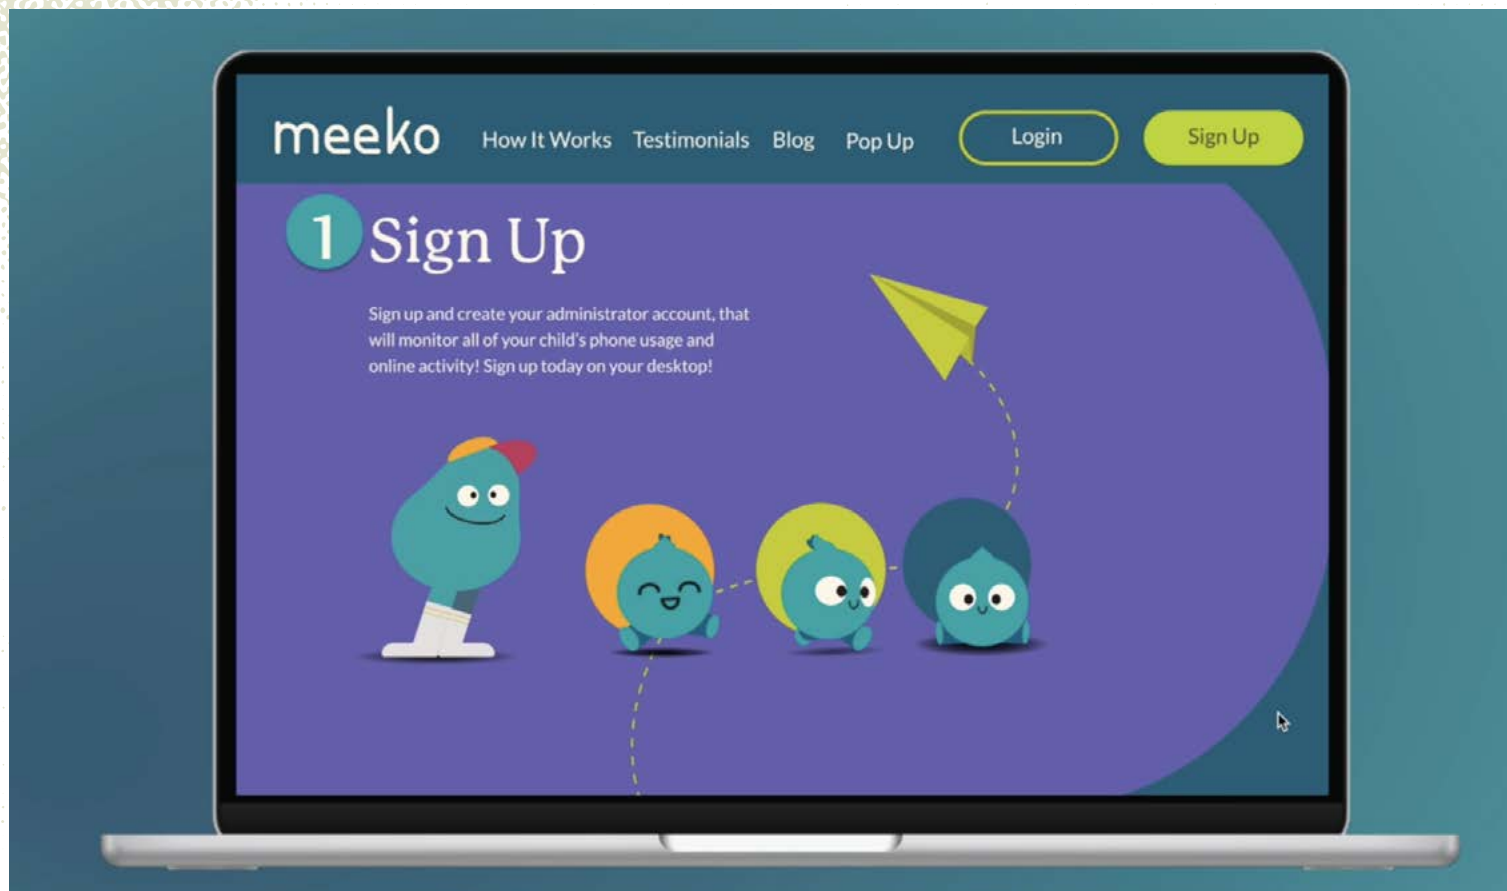 meeko
How It Works
Testimonials
Blog
Pop Up
Login
Sign Up
1
Sign Up
Sign up and create your administrator account, that
will monitor all of your child's phone usage and
online activity! Sign up today on your desktop!